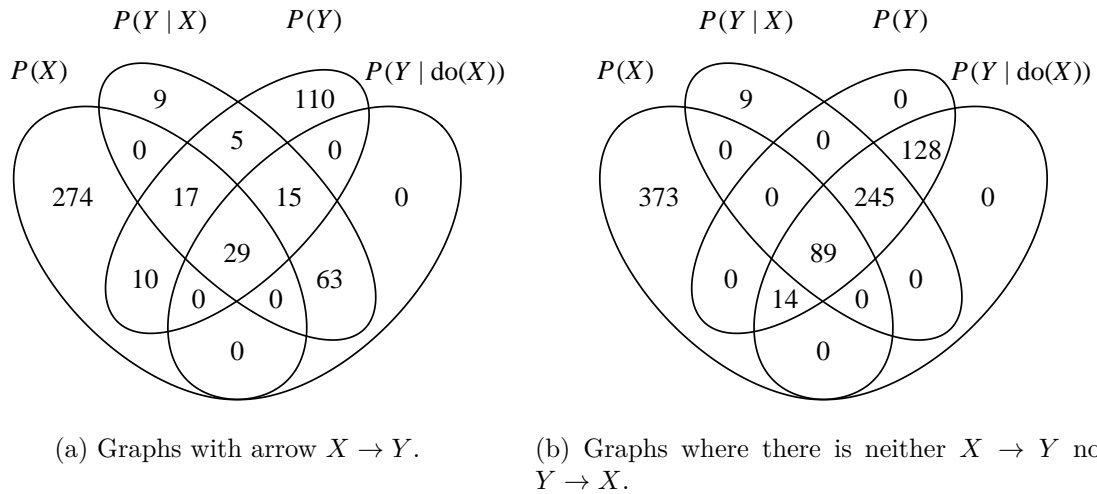 P(Y | X) P(Y)
P(X) P(Y | do(X))
9 110
0 5 0
274 17 15 0
29
10 63
0 0
0
(a) Graphs with arrow X → Y.
P(Y | X) P(Y)
P(X) P(Y | do(X))
9 0
0 0 128
373 0 245 0
89
0 0
14 0
0
(b) Graphs where there is neither X → Y no
Y → X.